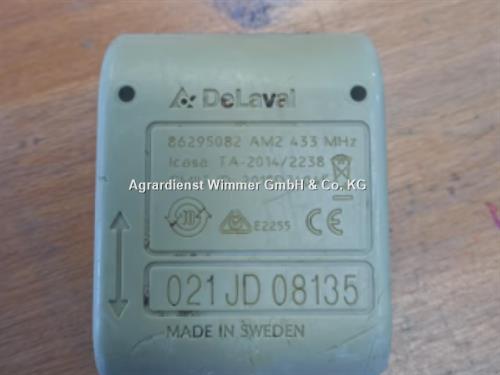 DeLaval
86295082 AM2 433 MHz
Icasa TA-2014/2238
Agrardienst Wimmer GmbH & Co. KG
E2255 CE
021 JD 08135
MADE IN SWEDEN